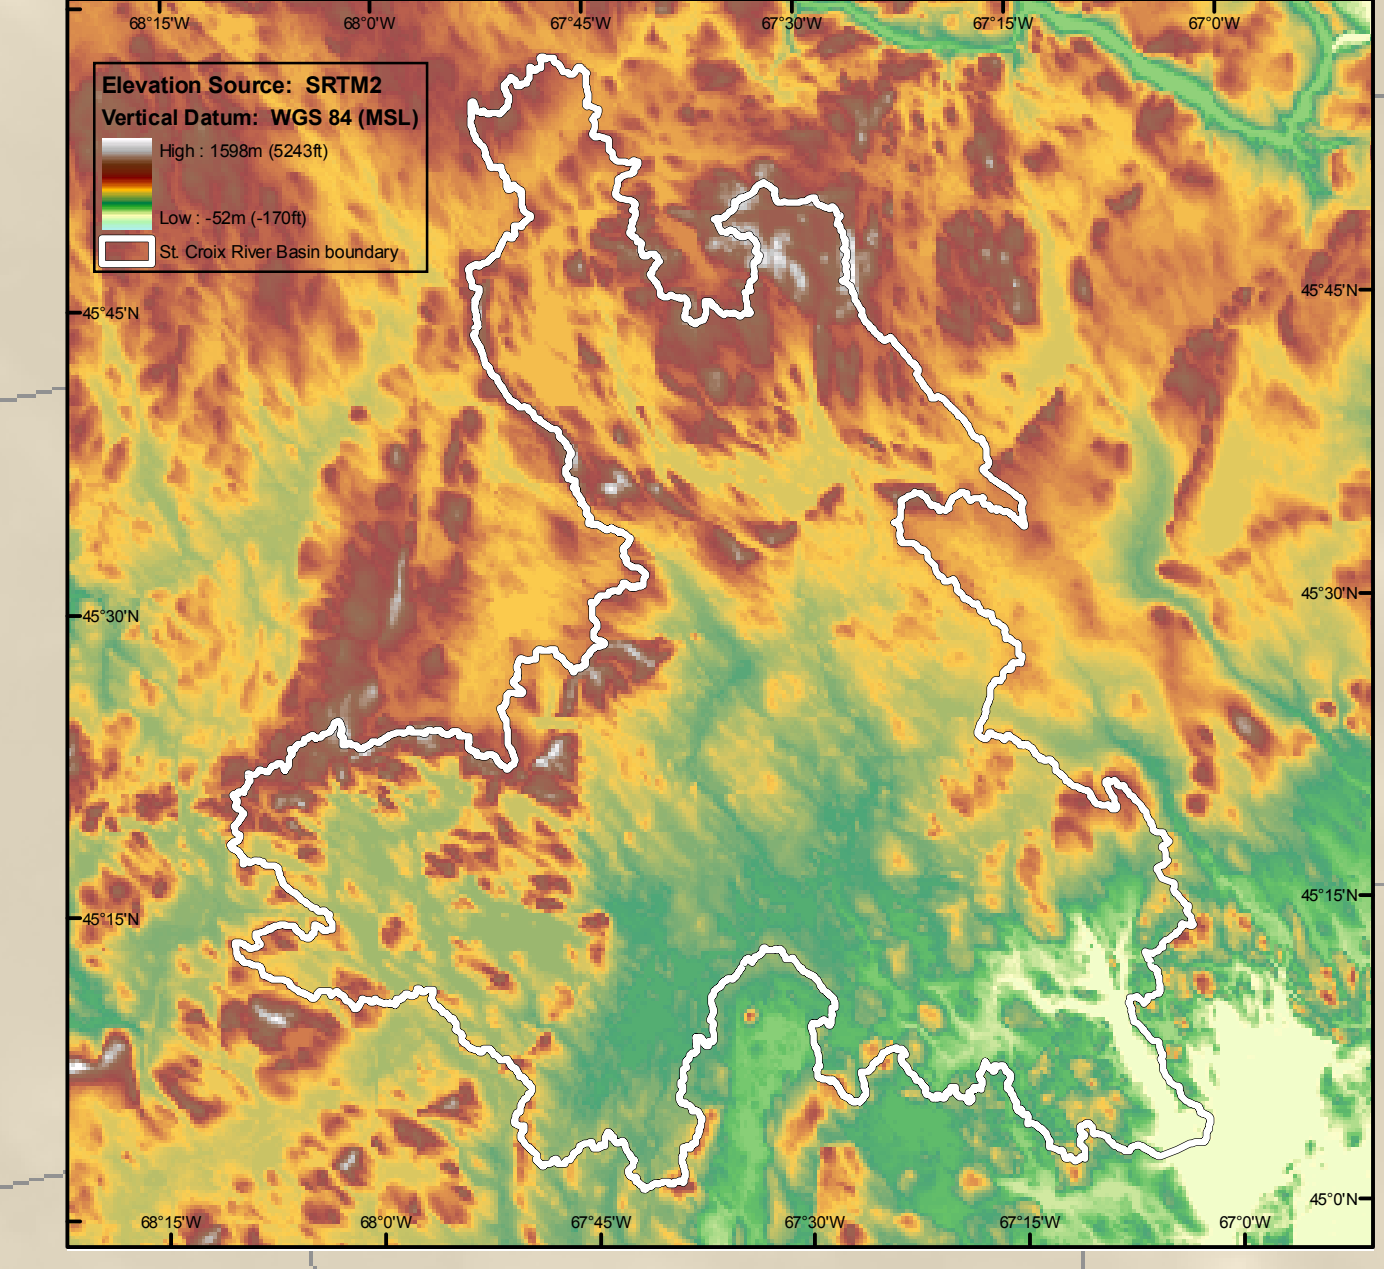 68°15'W 68°0'W 67°45'W 67°30'W 67°15'W 67°0'W
Elevation Source: SRTM2
Vertical Datum: WGS 84 (MSL)
High : 1598m (5243ft)
Low : -52m (-170ft)
St. Croix River Basin boundary
45°45'N 45°45'N
45°30'N 45°30'N
45°15'N 45°15'N
45°0'N
68°15'W 68°0'W 67°45'W 67°30'W 67°15'W 67°0'W